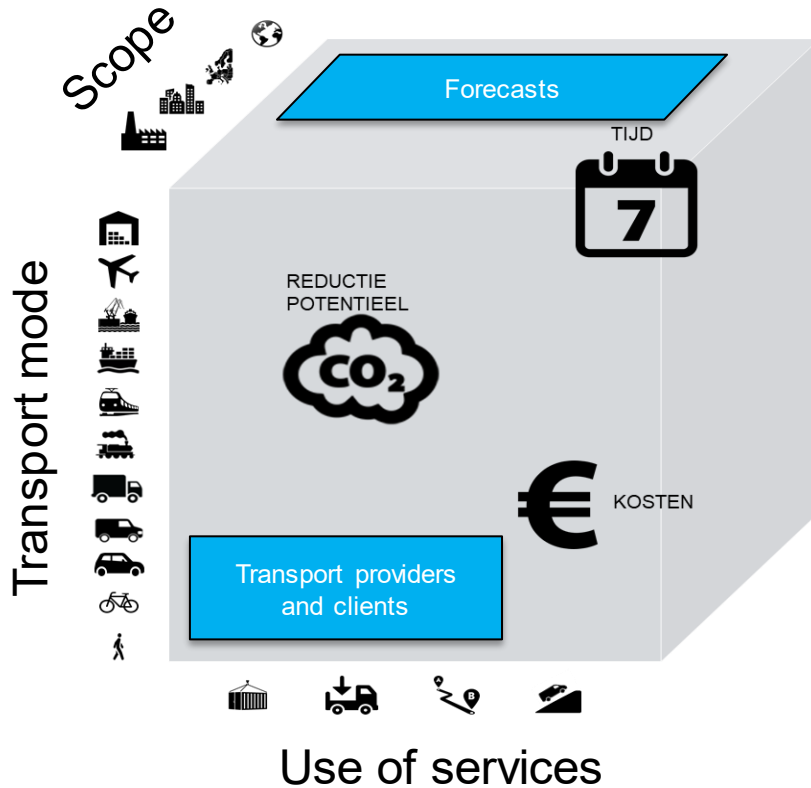 Scope
Forecasts
TIJD
7
REDUCTIE
POTENTIEEL
CO₂
Transport mode
€
KOSTEN
Transport providers
and clients
A
B
Use of services